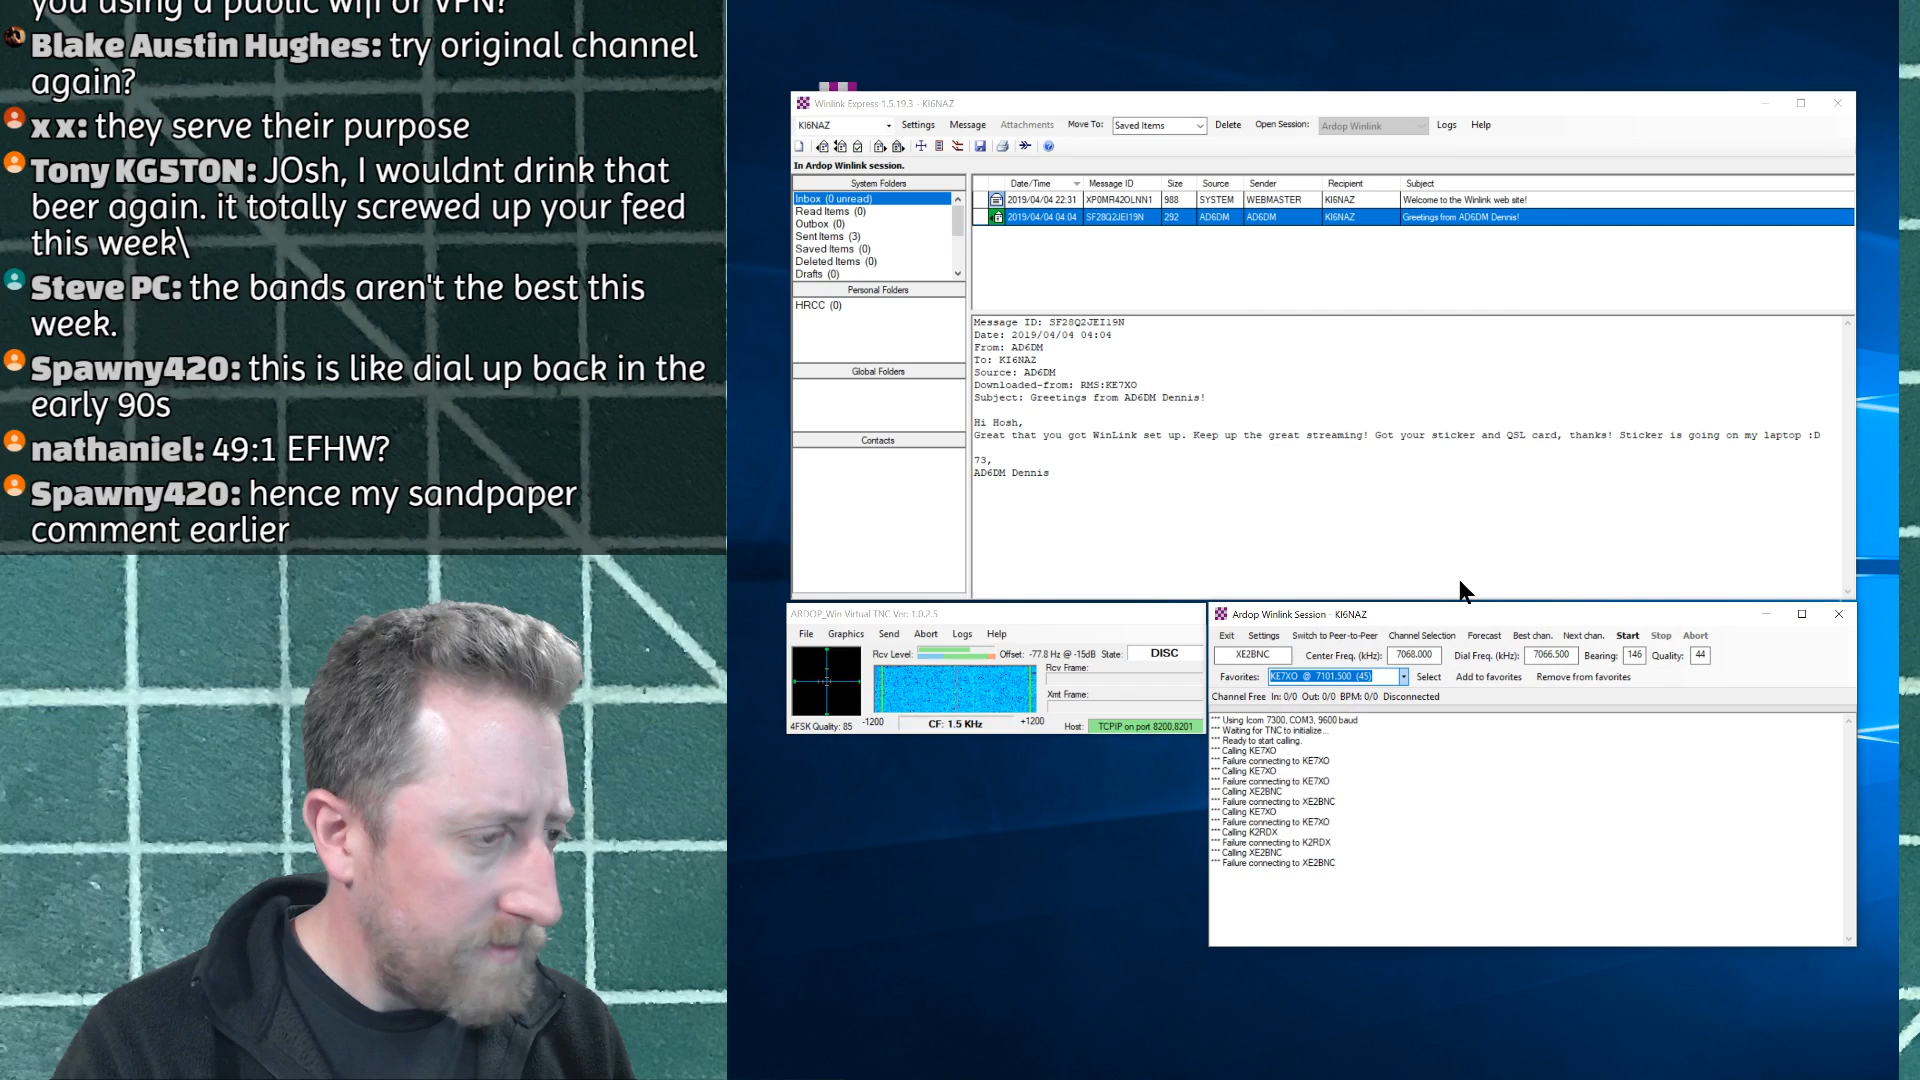 you using a public wifi or VPN?
Blake Austin Hughes: try original channel
again?
x x: they serve their purpose
Tony KG5TON: JOsh, I wouldnt drink that
beer again. it totally screwed up your feed
this week\
Steve PC: the bands aren't the best this
week.
Spawny420: this is like dial up back in the
early 90s
nathaniel: 49:1 EFHW?
Spawny420: hence my sandpaper
comment earlier
Winlink Express 1.5.19.3 - KI6NAZ
KI6NAZ Settings Message Attachments Move To: Saved Items Delete Open Session: Ardop Winlink Logs Help
In Ardop Winlink session.
System Folders
Inbox (0 unread)
Read Items (0)
Outbox (0)
Sent Items (3)
Saved Items (0)
Deleted Items (0)
Drafts (0)
Personal Folders
HRCC (0)
Global Folders
Contacts
Date/Time Message ID Size Source Sender Recipient Subject
2019/04/04 22:31 XP0MR42OLNN1 988 SYSTEM WEBMASTER KI6NAZ Welcome to the Winlink web site!
2019/04/04 04:04 SF28Q2JEI19N 292 AD6DM AD6DM KI6NAZ Greetings from AD6DM Dennis!
Message ID: SF28Q2JEI19N
Date: 2019/04/04 04:04
From: AD6DM
To: KI6NAZ
Source: AD6DM
Downloaded-from: RMS:KE7XO
Subject: Greetings from AD6DM Dennis!
Hi Hosh,
Great that you got WinLink set up. Keep up the great streaming! Got your sticker and QSL card, thanks! Sticker is going on my laptop :D
73,
AD6DM Dennis
ARDOP_Win Virtual TNC Ver: 1.0.2.5
File Graphics Send Abort Logs Help
Rcv Level: Offset: -77.8 Hz @ -15dB State: DISC
Rcv Frame:
Xmt Frame:
4FSK Quality: 85 -1200 CF: 1.5 KHz +1200 Host: TCPIP on port 8200,8201
Ardop Winlink Session - KI6NAZ
Exit Settings Switch to Peer-to-Peer Channel Selection Forecast Best chan. Next chan. Start Stop Abort
XE2BNC Center Freq. (kHz): 7068.000 Dial Freq. (kHz): 7066.500 Bearing: 146 Quality: 44
Favorites: KE7XO @ 7101.500 (45) Select Add to favorites Remove from favorites
Channel Free In: 0/0 Out: 0/0 BPM: 0/0 Disconnected
*** Using Icom 7300, COM3, 9600 baud
*** Waiting for TNC to initialize...
*** Ready to start calling.
*** Calling KE7XO
*** Failure connecting to KE7XO
*** Calling KE7XO
*** Failure connecting to KE7XO
*** Calling XE2BNC
*** Failure connecting to XE2BNC
*** Calling KE7XO
*** Failure connecting to KE7XO
*** Calling K2RDX
*** Failure connecting to K2RDX
*** Calling XE2BNC
*** Failure connecting to XE2BNC